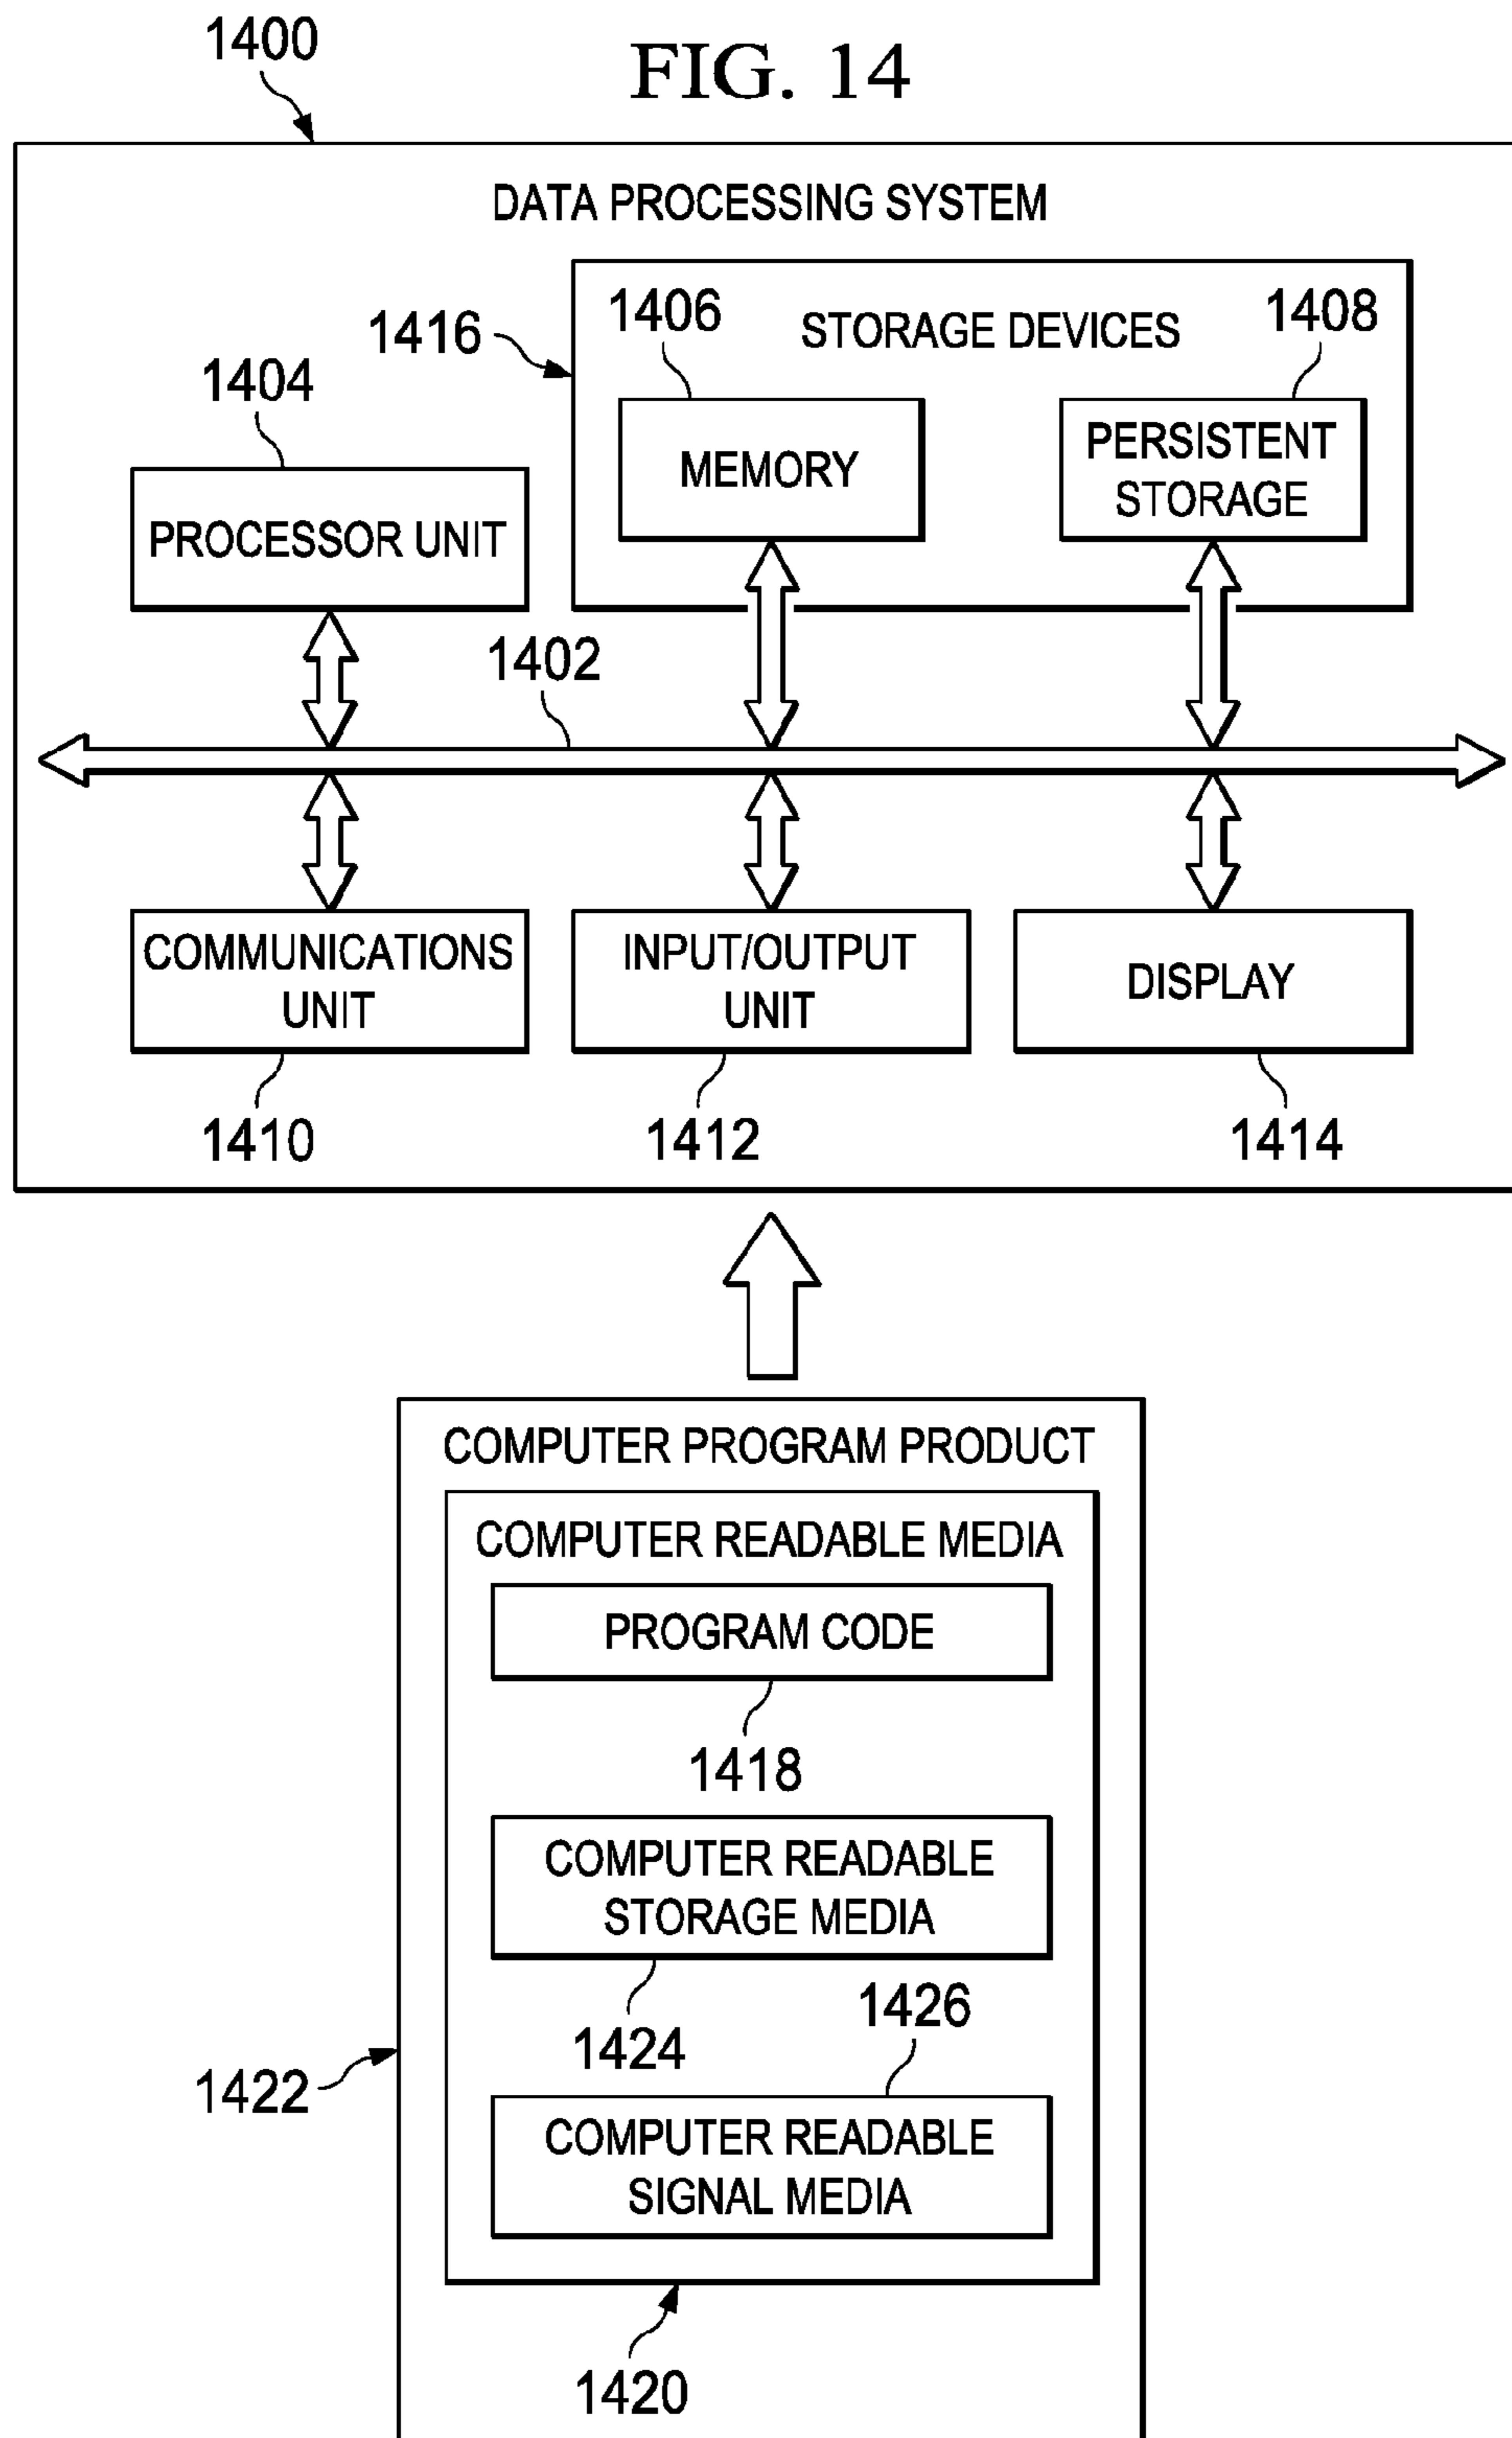 1400
FIG. 14
DATA PROCESSING SYSTEM
1416
1406
STORAGE DEVICES
1408
1404
MEMORY
PERSISTENT
STORAGE
PROCESSOR UNIT
1402
COMMUNICATIONS
UNIT
INPUT/OUTPUT
UNIT
DISPLAY
1410
1412
1414
COMPUTER PROGRAM PRODUCT
COMPUTER READABLE MEDIA
PROGRAM CODE
1418
COMPUTER READABLE
STORAGE MEDIA
1424
1426
1422
COMPUTER READABLE
SIGNAL MEDIA
1420